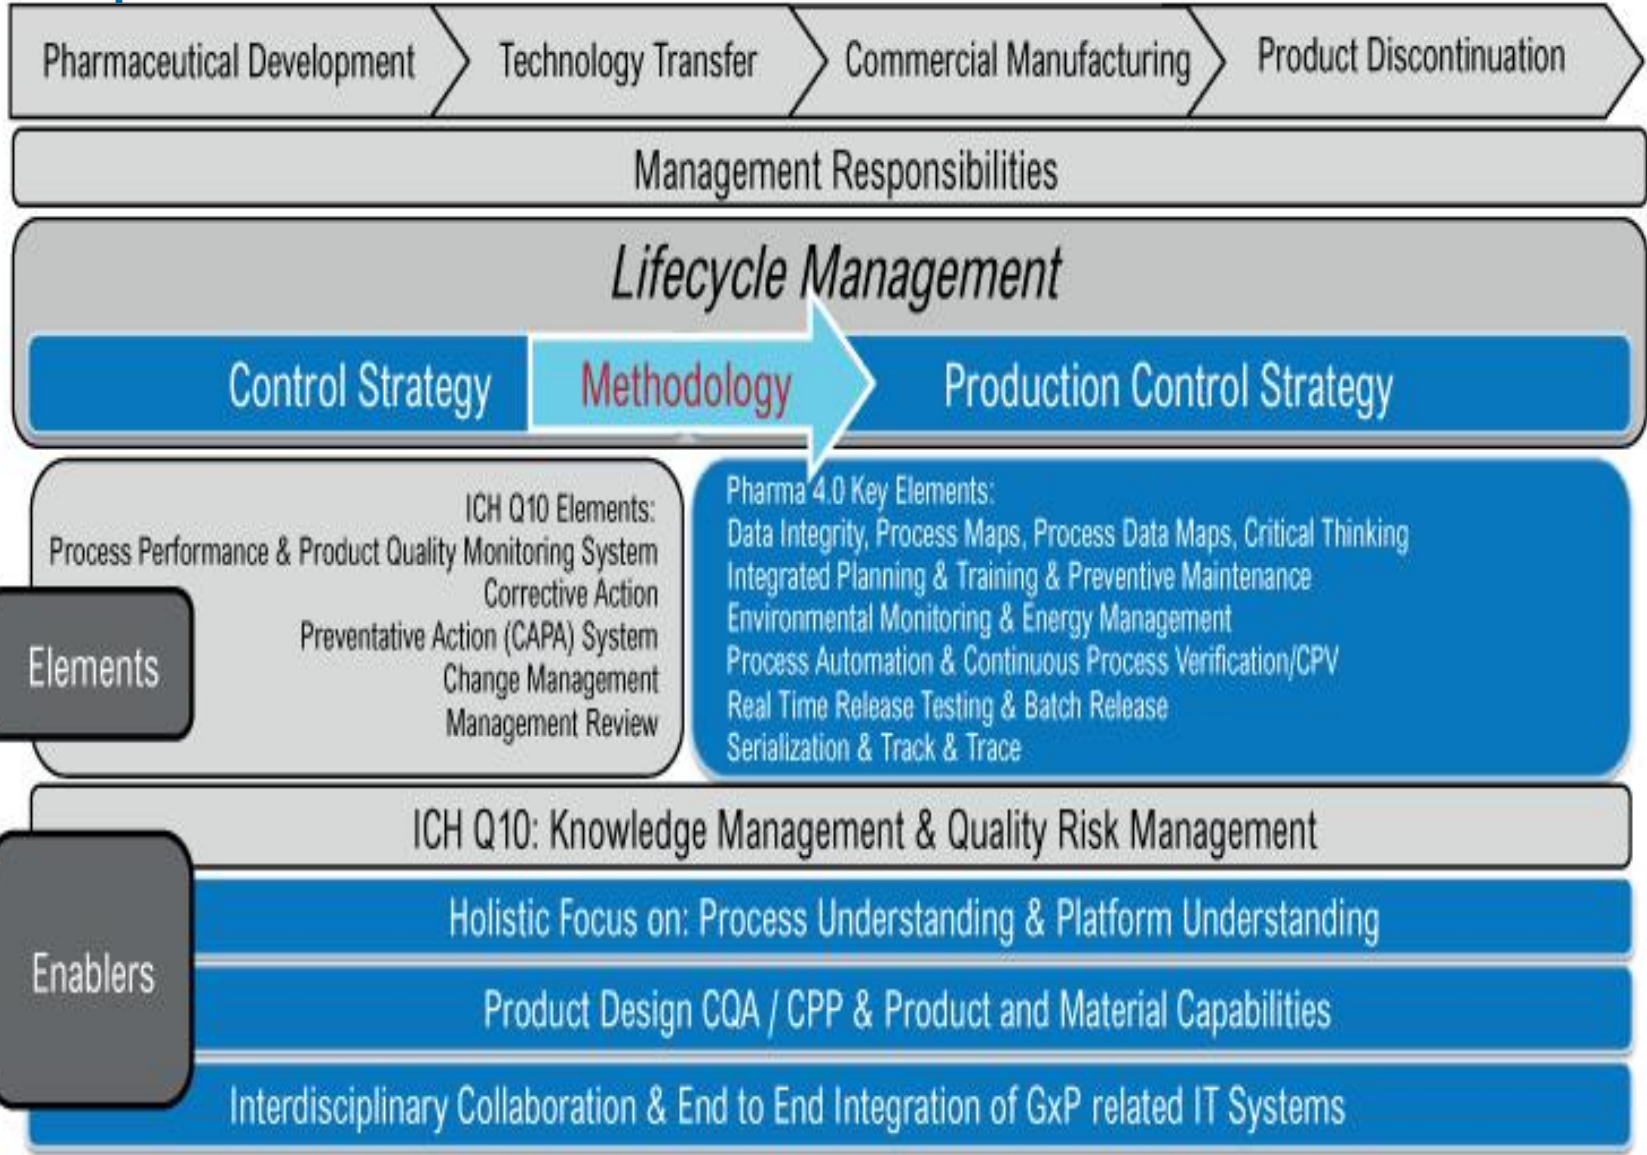 Pharmaceutical Development
Technology Transfer
Commercial Manufacturing
Product Discontinuation
Management Responsibilities
Lifecycle Management
Control Strategy
Methodology
Production Control Strategy
Elements
ICH Q10 Elements:
Process Performance & Product Quality Monitoring System
Corrective Action
Preventative Action (CAPA) System
Change Management
Management Review
Pharma 4.0 Key Elements:
Data Integrity, Process Maps, Process Data Maps, Critical Thinking
Integrated Planning & Training & Preventive Maintenance
Environmental Monitoring & Energy Management
Process Automation & Continuous Process Verification/CPV
Real Time Release Testing & Batch Release
Serialization & Track & Trace
Enablers
ICH Q10: Knowledge Management & Quality Risk Management
Holistic Focus on: Process Understanding & Platform Understanding
Product Design CQA / CPP & Product and Material Capabilities
Interdisciplinary Collaboration & End to End Integration of GxP related IT Systems